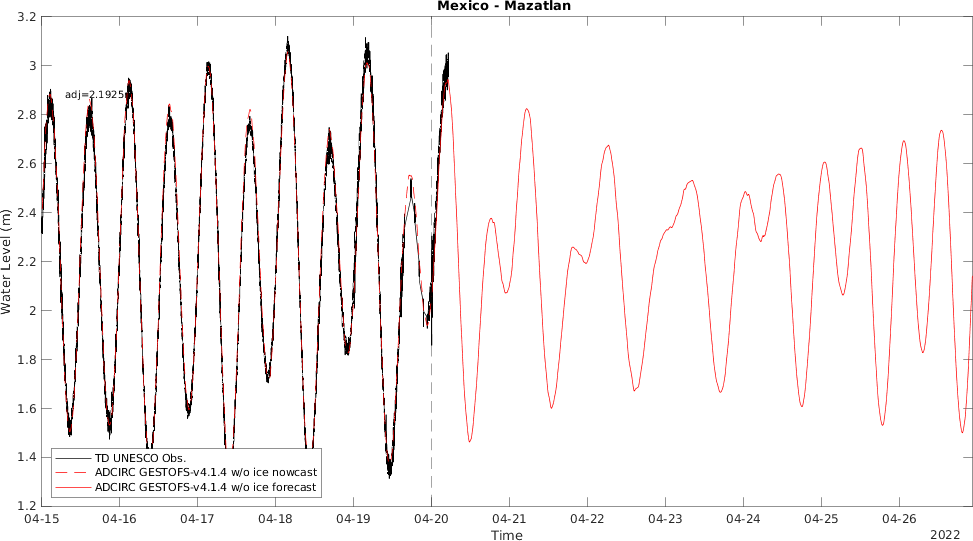 Mexico - Mazatlan
3.2
3
2.8
2.6
2.4
2.2
2
1.8
1.6
1.4
1.2
Water Level (m)
adj=2.1925
TD UNESCO Obs.
ADCIRC GESTOFS-v4.1.4 w/o ice nowcast
ADCIRC GESTOFS-v4.1.4 w/o ice forecast
04-15 04-16 04-17 04-18 04-19 04-20 04-21 04-22 04-23 04-24 04-25 04-26
Time
2022